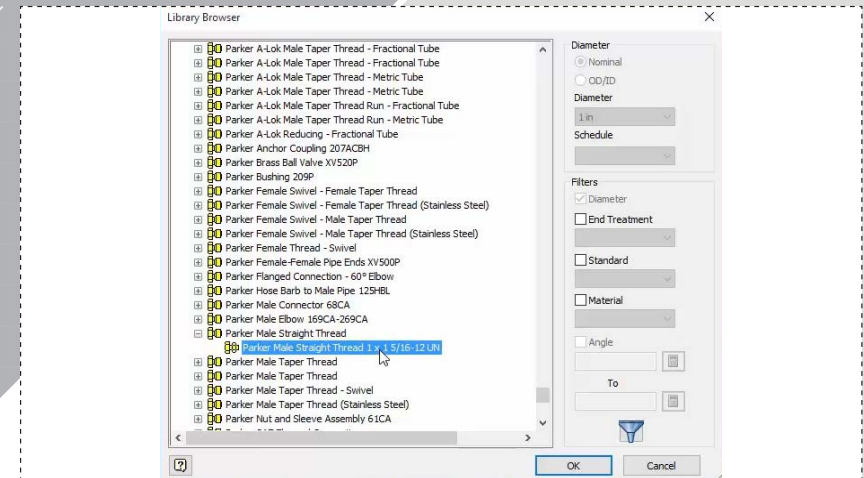 Library Browser
Parker A-Lok Male Taper Thread - Fractional Tube
Parker A-Lok Male Taper Thread - Fractional Tube
Parker A-Lok Male Taper Thread - Metric Tube
Parker A-Lok Male Taper Thread - Metric Tube
Parker A-Lok Male Taper Thread Run - Fractional Tube
Parker A-Lok Male Taper Thread Run - Metric Tube
Parker A-Lok Reducing - Fractional Tube
Parker Anchor Coupling 207ACBH
Parker Brass Ball Valve XV520P
Parker Bushing 209P
Parker Female Swivel - Female Taper Thread
Parker Female Swivel - Female Taper Thread (Stainless Steel)
Parker Female Swivel - Male Taper Thread
Parker Female Swivel - Male Taper Thread (Stainless Steel)
Parker Female Thread - Swivel
Parker Female-Female Pipe Ends XV500P
Parker Flanged Connection - 60° Elbow
Parker Hose Barb to Male Pipe 125HBL
Parker Male Connector 68CA
Parker Male Elbow 169CA-269CA
Parker Male Straight Thread
Parker Male Straight Thread 1 x 1 5/16-12 UN
Parker Male Taper Thread
Parker Male Taper Thread
Parker Male Taper Thread - Swivel
Parker Male Taper Thread (Stainless Steel)
Parker Nut and Sleeve Assembly 61CA
Diameter
Nominal
OD/ID
Diameter
1 in
Schedule
Filters
Diameter
End Treatment
Standard
Material
Angle
To
OK
Cancel